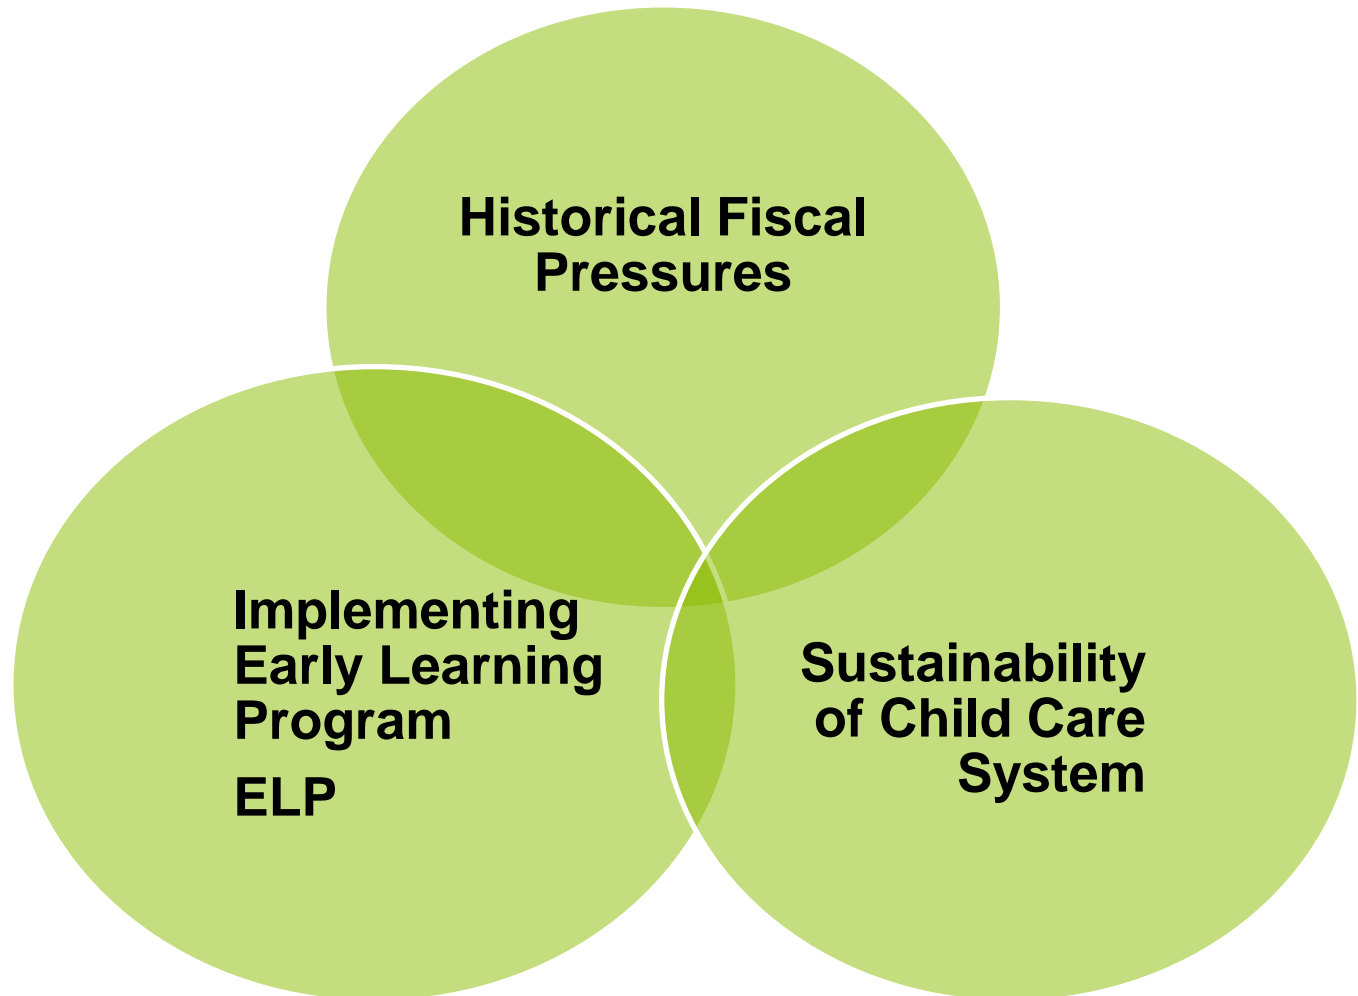 Historical Fiscal
Pressures
Implementing
Early Learning
Program
ELP
Sustainability
of Child Care
System